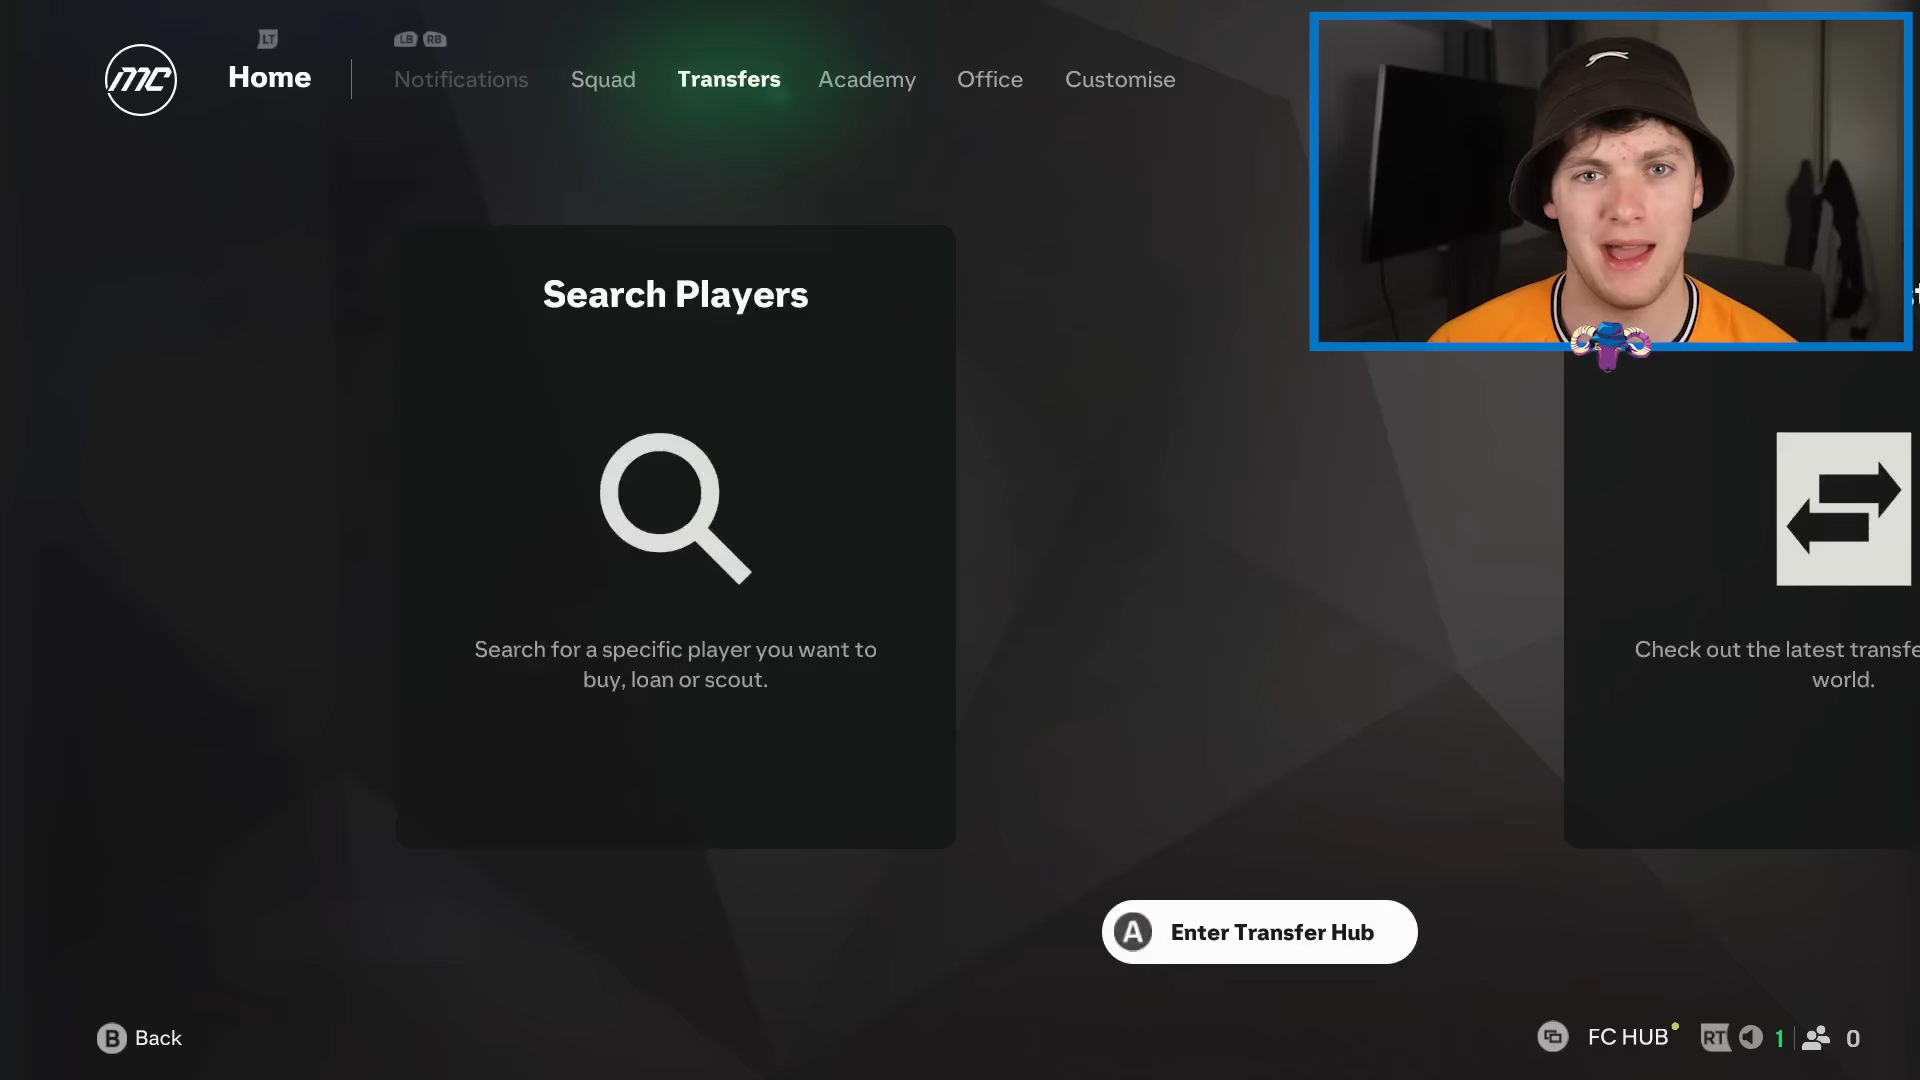 LT
LB RB
MC Home Notifications Squad Transfers Academy Office Customise
Search Players
Search for a specific player you want to
buy, loan or scout.
Check out the latest transfe
world.
A Enter Transfer Hub
B Back
FC HUB RT 1 0